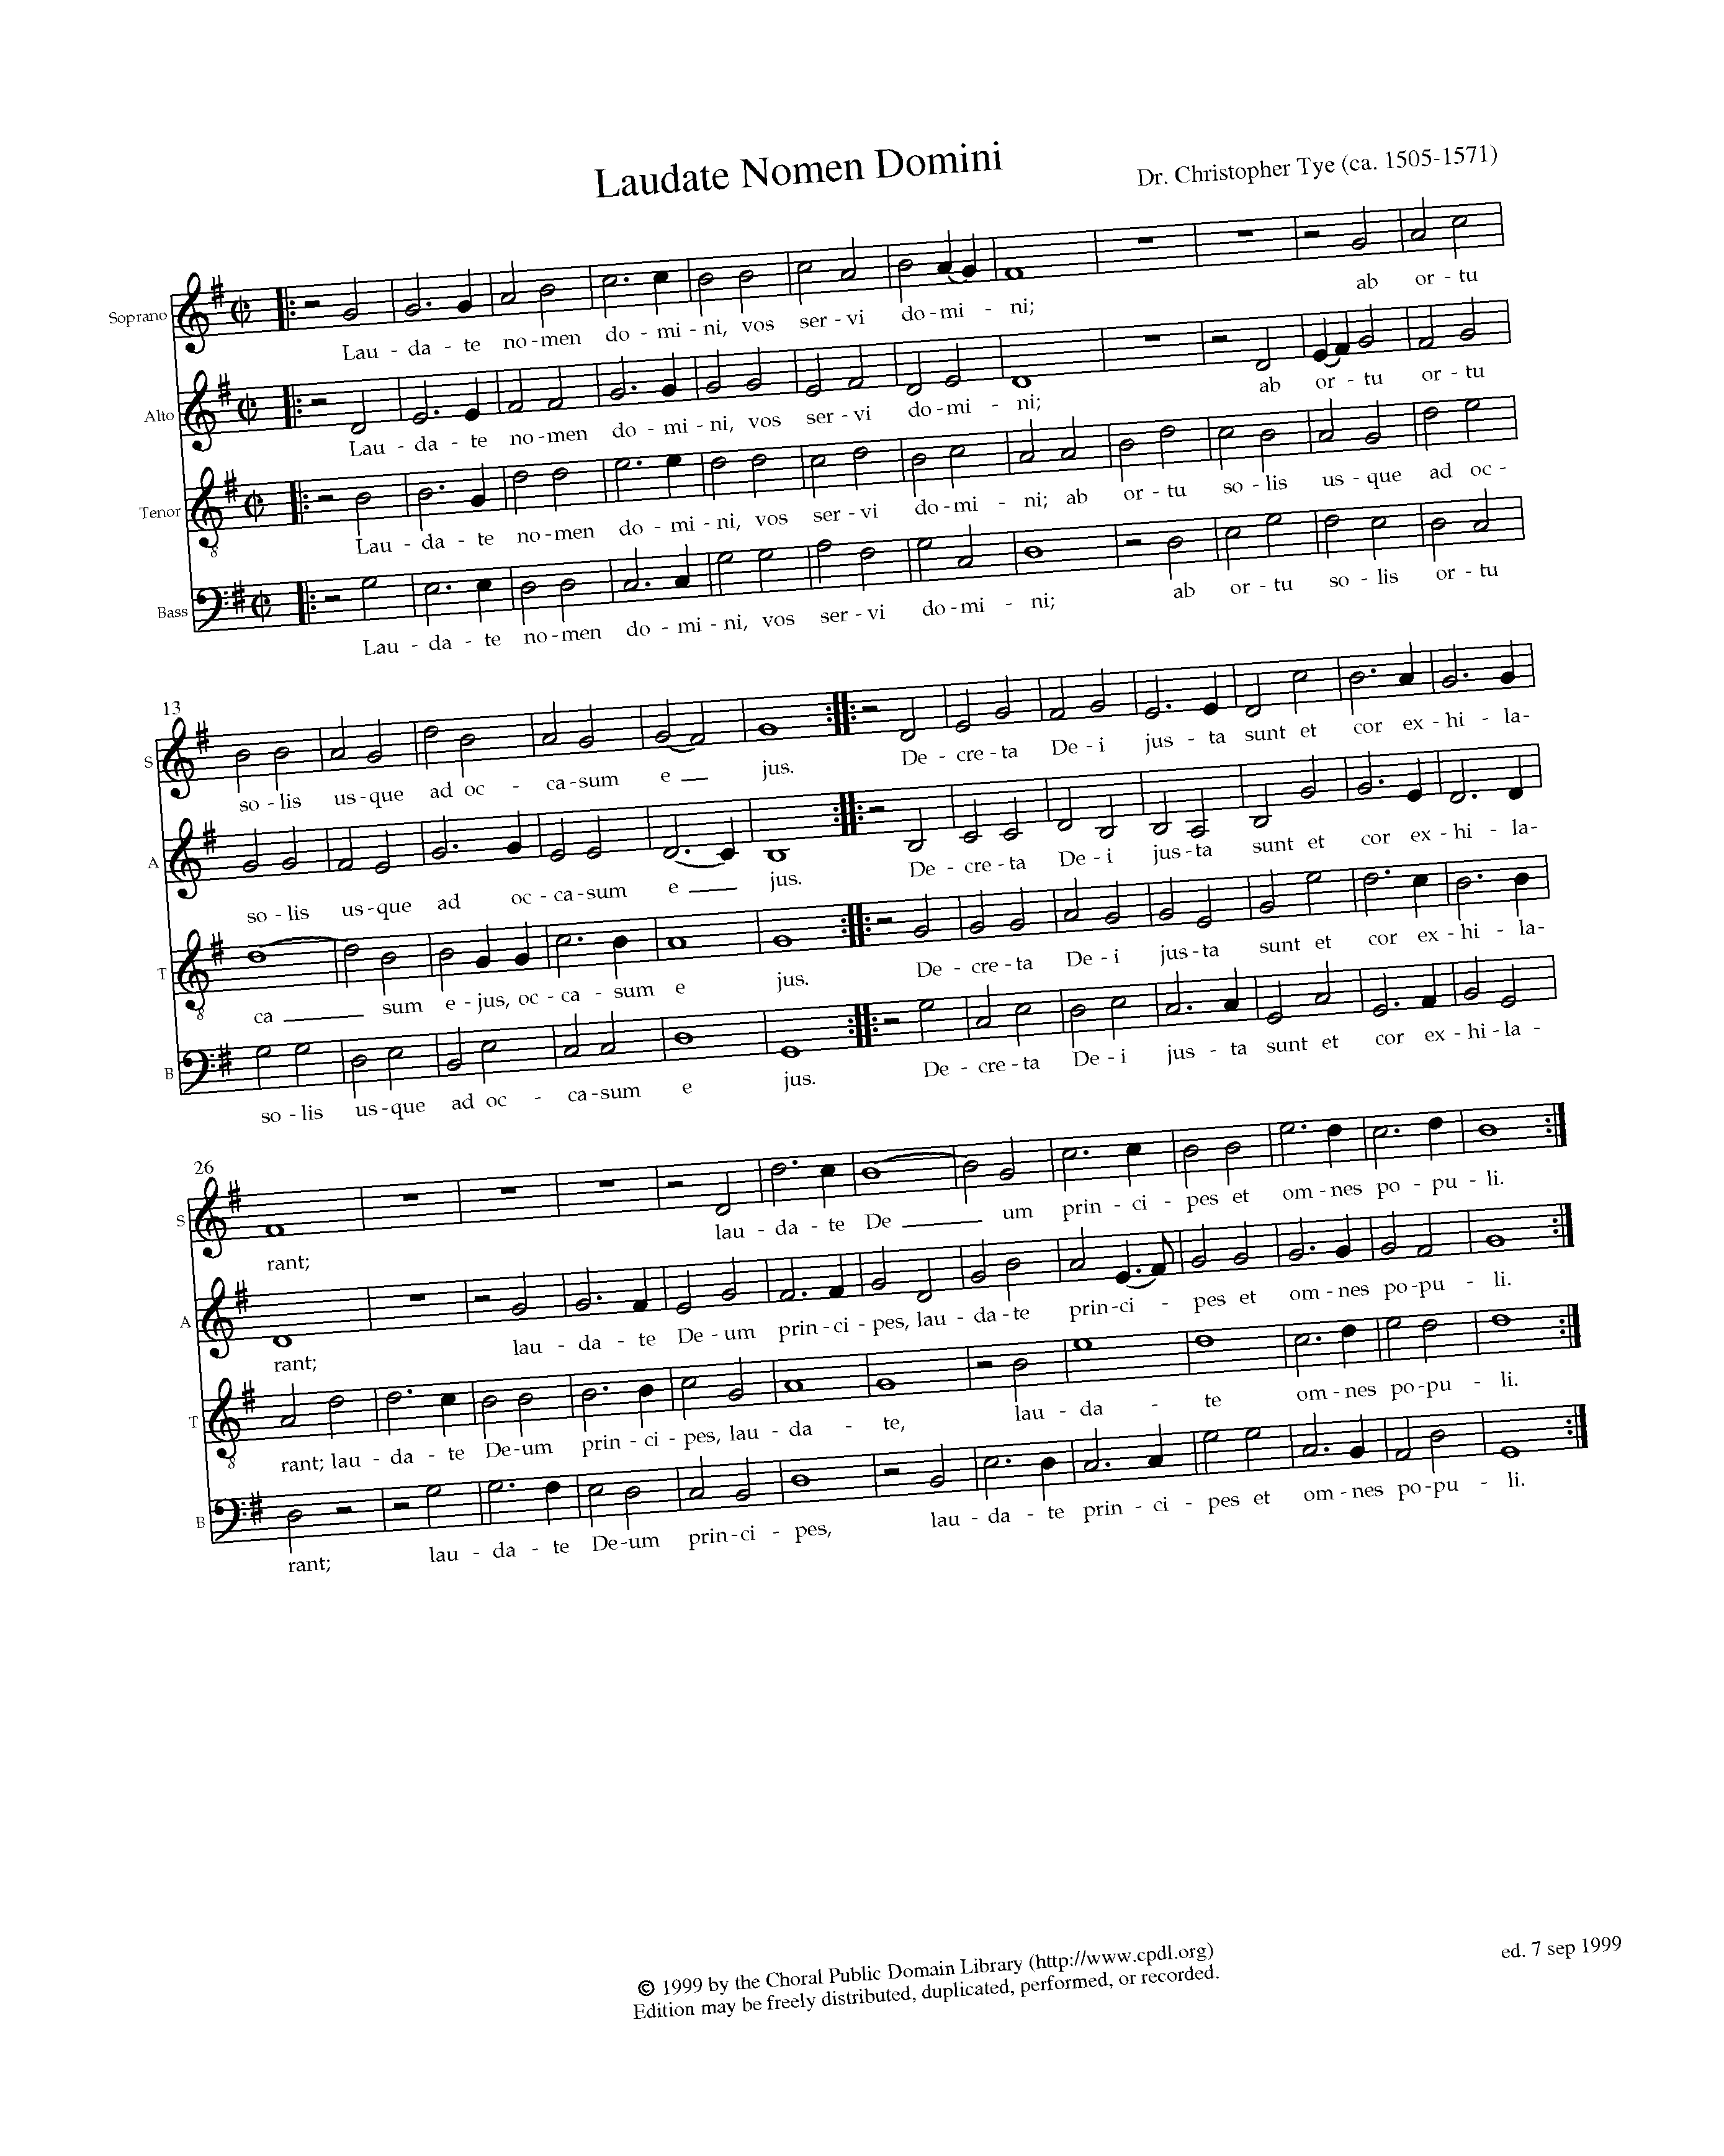 Laudate Nomen Domini
Dr. Christopher Tye (ca. 1505-1571)
Soprano
Lau - da - te no - men do - mi - ni, vos ser - vi do - mi - ni; ab or - tu
Alto
Lau - da - te no - men do - mi - ni, vos ser - vi do - mi - ni; ab or - tu or - tu
Tenor
8
Lau - da - te no - men do - mi - ni, vos ser - vi do - mi - ni; ab or - tu so - lis us - que ad oc -
Bass
Lau - da - te no - men do - mi - ni, vos ser - vi do - mi - ni; ab or - tu so - lis or - tu
13
S
so - lis us - que ad oc - ca - sum e jus. De - cre - ta De - i jus - ta sunt et cor ex - hi - la-
A
so - lis us - que ad oc - ca - sum e jus. De - cre - ta De - i jus - ta sunt et cor ex - hi - la-
T
8
ca sum e - jus, oc - ca - sum e jus. De - cre - ta De - i jus - ta sunt et cor ex - hi - la-
B
so - lis us - que ad oc - ca - sum e jus. De - cre - ta De - i jus - ta sunt et cor ex - hi - la -
26
S
rant; lau - da - te De um prin - ci - pes et om - nes po - pu - li.
A
rant; lau - da - te De - um prin - ci - pes, lau - da - te prin - ci - pes et om - nes po - pu - li.
T
8
rant; lau - da - te De - um prin - ci - pes, lau - da - te, lau - da - te om - nes po - pu - li.
B
rant; lau - da - te De - um prin - ci - pes, lau - da - te prin - ci - pes et om - nes po - pu - li.
© 1999 by the Choral Public Domain Library (http://www.cpdl.org)
Edition may be freely distributed, duplicated, performed, or recorded.
ed. 7 sep 1999